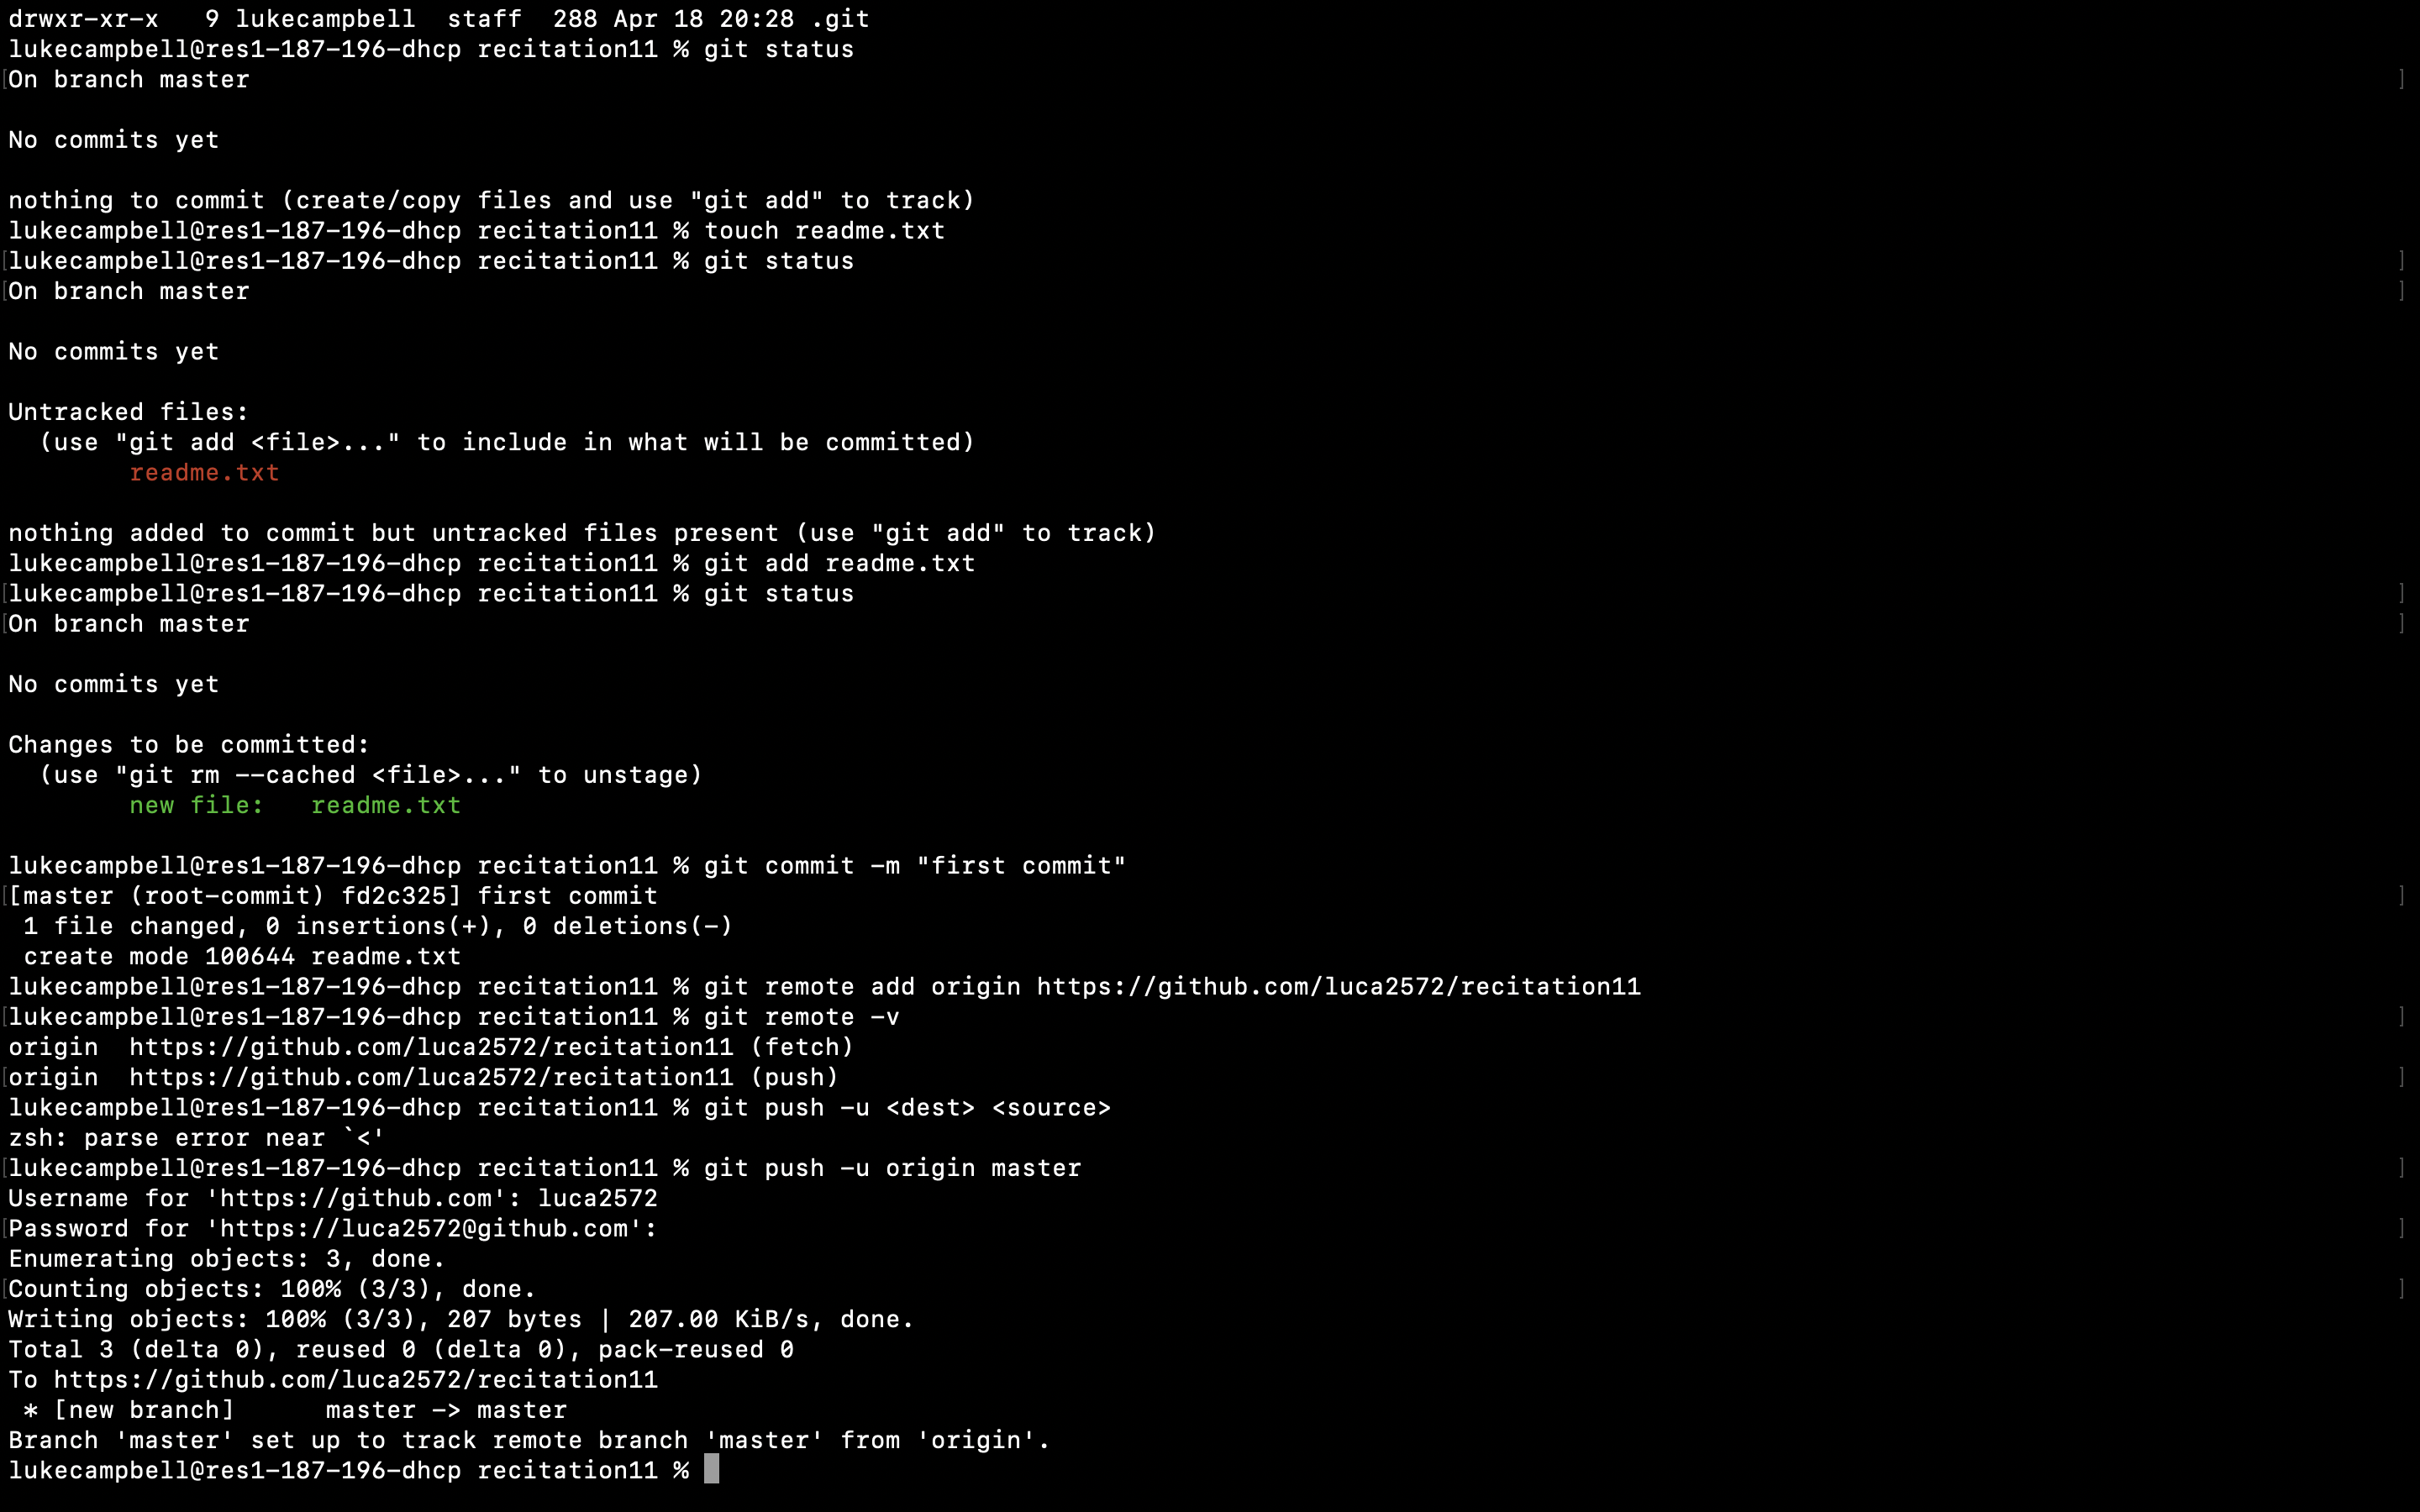 drwxr-xr-x   9 lukecampbell  staff  288 Apr 18 20:28 .git
lukecampbell@res1-187-196-dhcp recitation11 % git status
[On branch master ]
No commits yet
nothing to commit (create/copy files and use "git add" to track)
lukecampbell@res1-187-196-dhcp recitation11 % touch readme.txt
[lukecampbell@res1-187-196-dhcp recitation11 % git status ]
[On branch master ]
No commits yet
Untracked files:
  (use "git add <file>..." to include in what will be committed)
        readme.txt
nothing added to commit but untracked files present (use "git add" to track)
lukecampbell@res1-187-196-dhcp recitation11 % git add readme.txt
[lukecampbell@res1-187-196-dhcp recitation11 % git status ]
[On branch master ]
No commits yet
Changes to be committed:
  (use "git rm --cached <file>..." to unstage)
        new file:   readme.txt
lukecampbell@res1-187-196-dhcp recitation11 % git commit -m "first commit"
[[master (root-commit) fd2c325] first commit ]
 1 file changed, 0 insertions(+), 0 deletions(-)
 create mode 100644 readme.txt
lukecampbell@res1-187-196-dhcp recitation11 % git remote add origin https://github.com/luca2572/recitation11
[lukecampbell@res1-187-196-dhcp recitation11 % git remote -v ]
origin  https://github.com/luca2572/recitation11 (fetch)
[origin  https://github.com/luca2572/recitation11 (push) ]
lukecampbell@res1-187-196-dhcp recitation11 % git push -u <dest> <source>
zsh: parse error near `<'
[lukecampbell@res1-187-196-dhcp recitation11 % git push -u origin master ]
Username for 'https://github.com': luca2572
[Password for 'https://luca2572@github.com': ]
Enumerating objects: 3, done.
[Counting objects: 100% (3/3), done. ]
Writing objects: 100% (3/3), 207 bytes | 207.00 KiB/s, done.
Total 3 (delta 0), reused 0 (delta 0), pack-reused 0
To https://github.com/luca2572/recitation11
 * [new branch]      master -> master
Branch 'master' set up to track remote branch 'master' from 'origin'.
lukecampbell@res1-187-196-dhcp recitation11 %